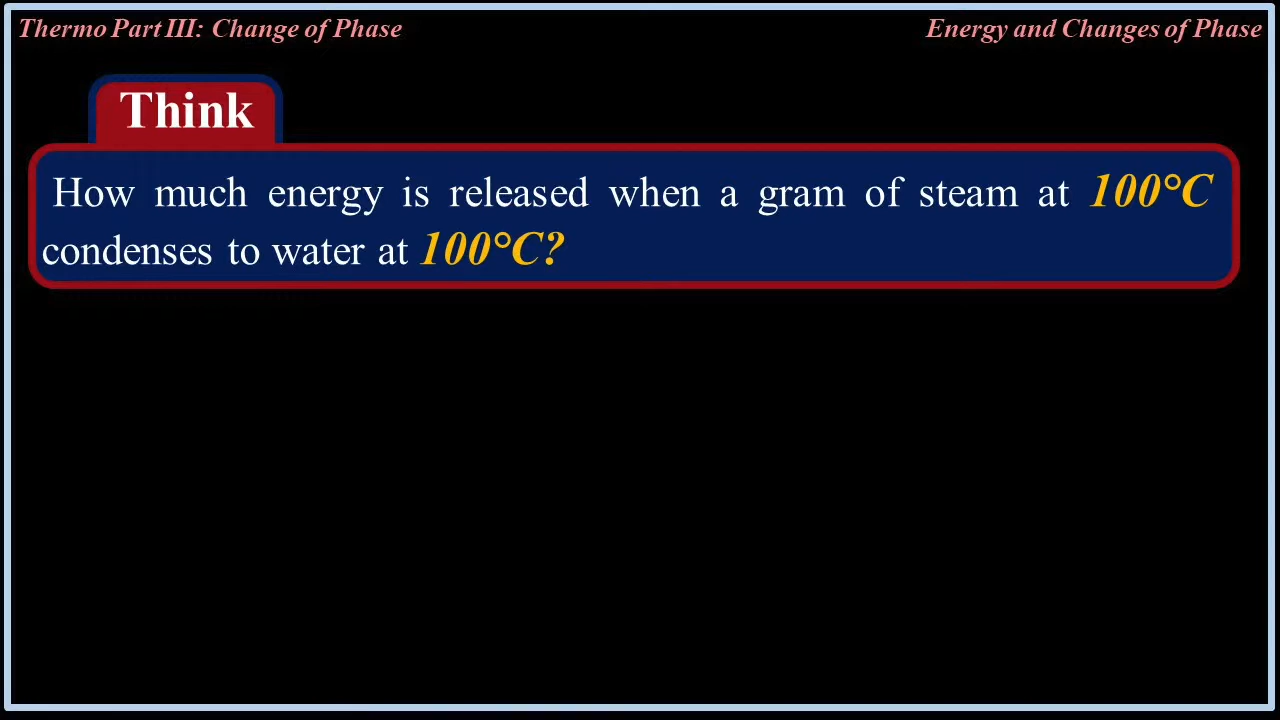 Thermo Part III: Change of Phase
Energy and Changes of Phase
Think
How much energy is released when a gram of steam at 100°C
condenses to water at 100°C?